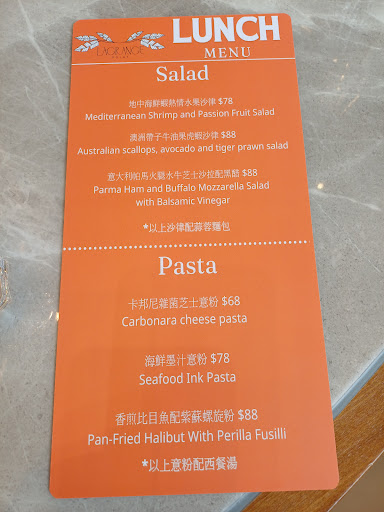 LAGRANGE
LUNCH
MENU
Salad
地中海鮮蝦熱情水果沙律 $78
Mediterranean Shrimp and Passion Fruit Salad
澳洲帶子牛油果虎蝦沙律 $88
Australian scallops, avocado and tiger prawn salad
意大利帕馬火腿水牛芝士沙拉配黑醋 $88
Parma Ham and Buffalo Mozzarella Salad
with Balsamic Vinegar
*以上沙律配蒜蓉麵包
Pasta
卡邦尼雜菌芝士意粉 $68
Carbonara cheese pasta
海鮮墨汁意粉 $78
Seafood Ink Pasta
香煎比目魚配紫蘇螺旋粉 $88
Pan-Fried Halibut With Perilla Fusilli
*以上意粉配西餐湯